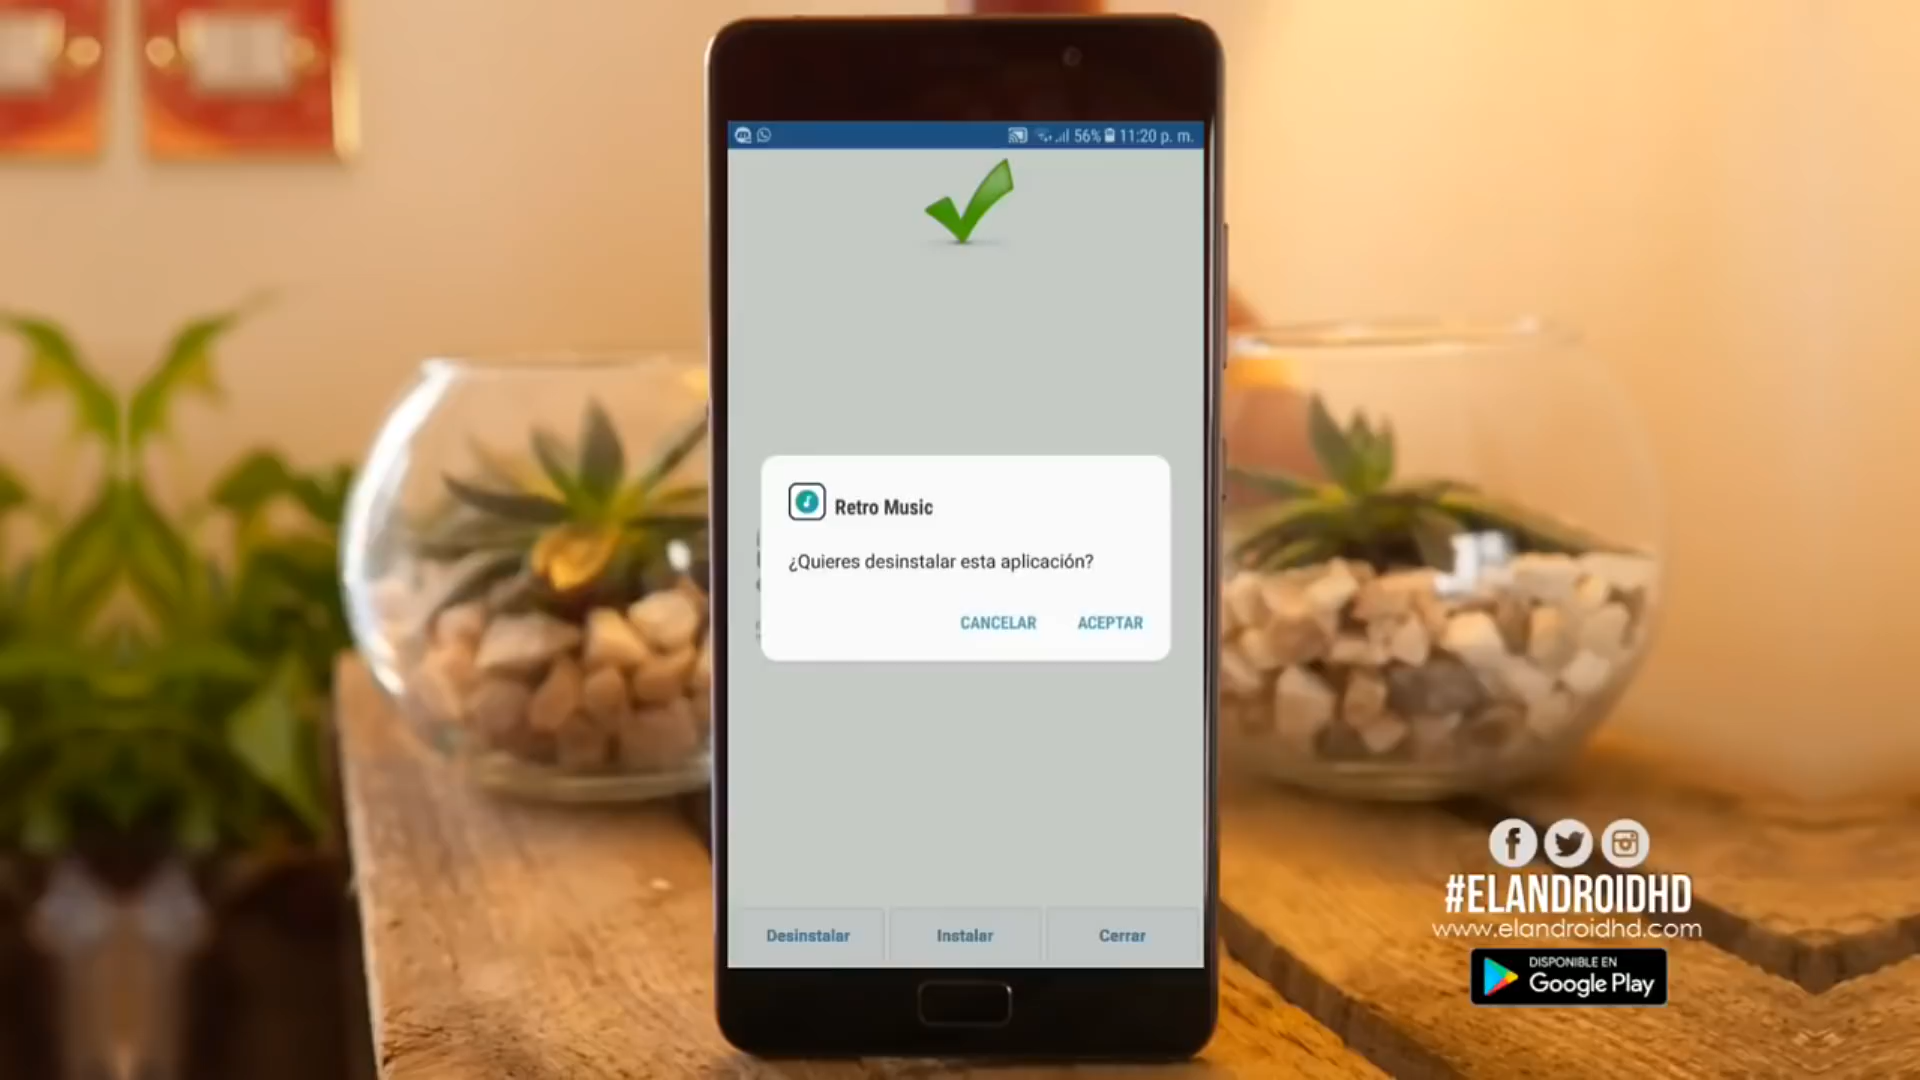 56% 11:20 p. m.
Retro Music
¿Quieres desinstalar esta aplicación?
CANCELAR ACEPTAR
Desinstalar Instalar Cerrar
#ELANDROIDHD
www.elandroidhd.com
DISPONIBLE EN
Google Play